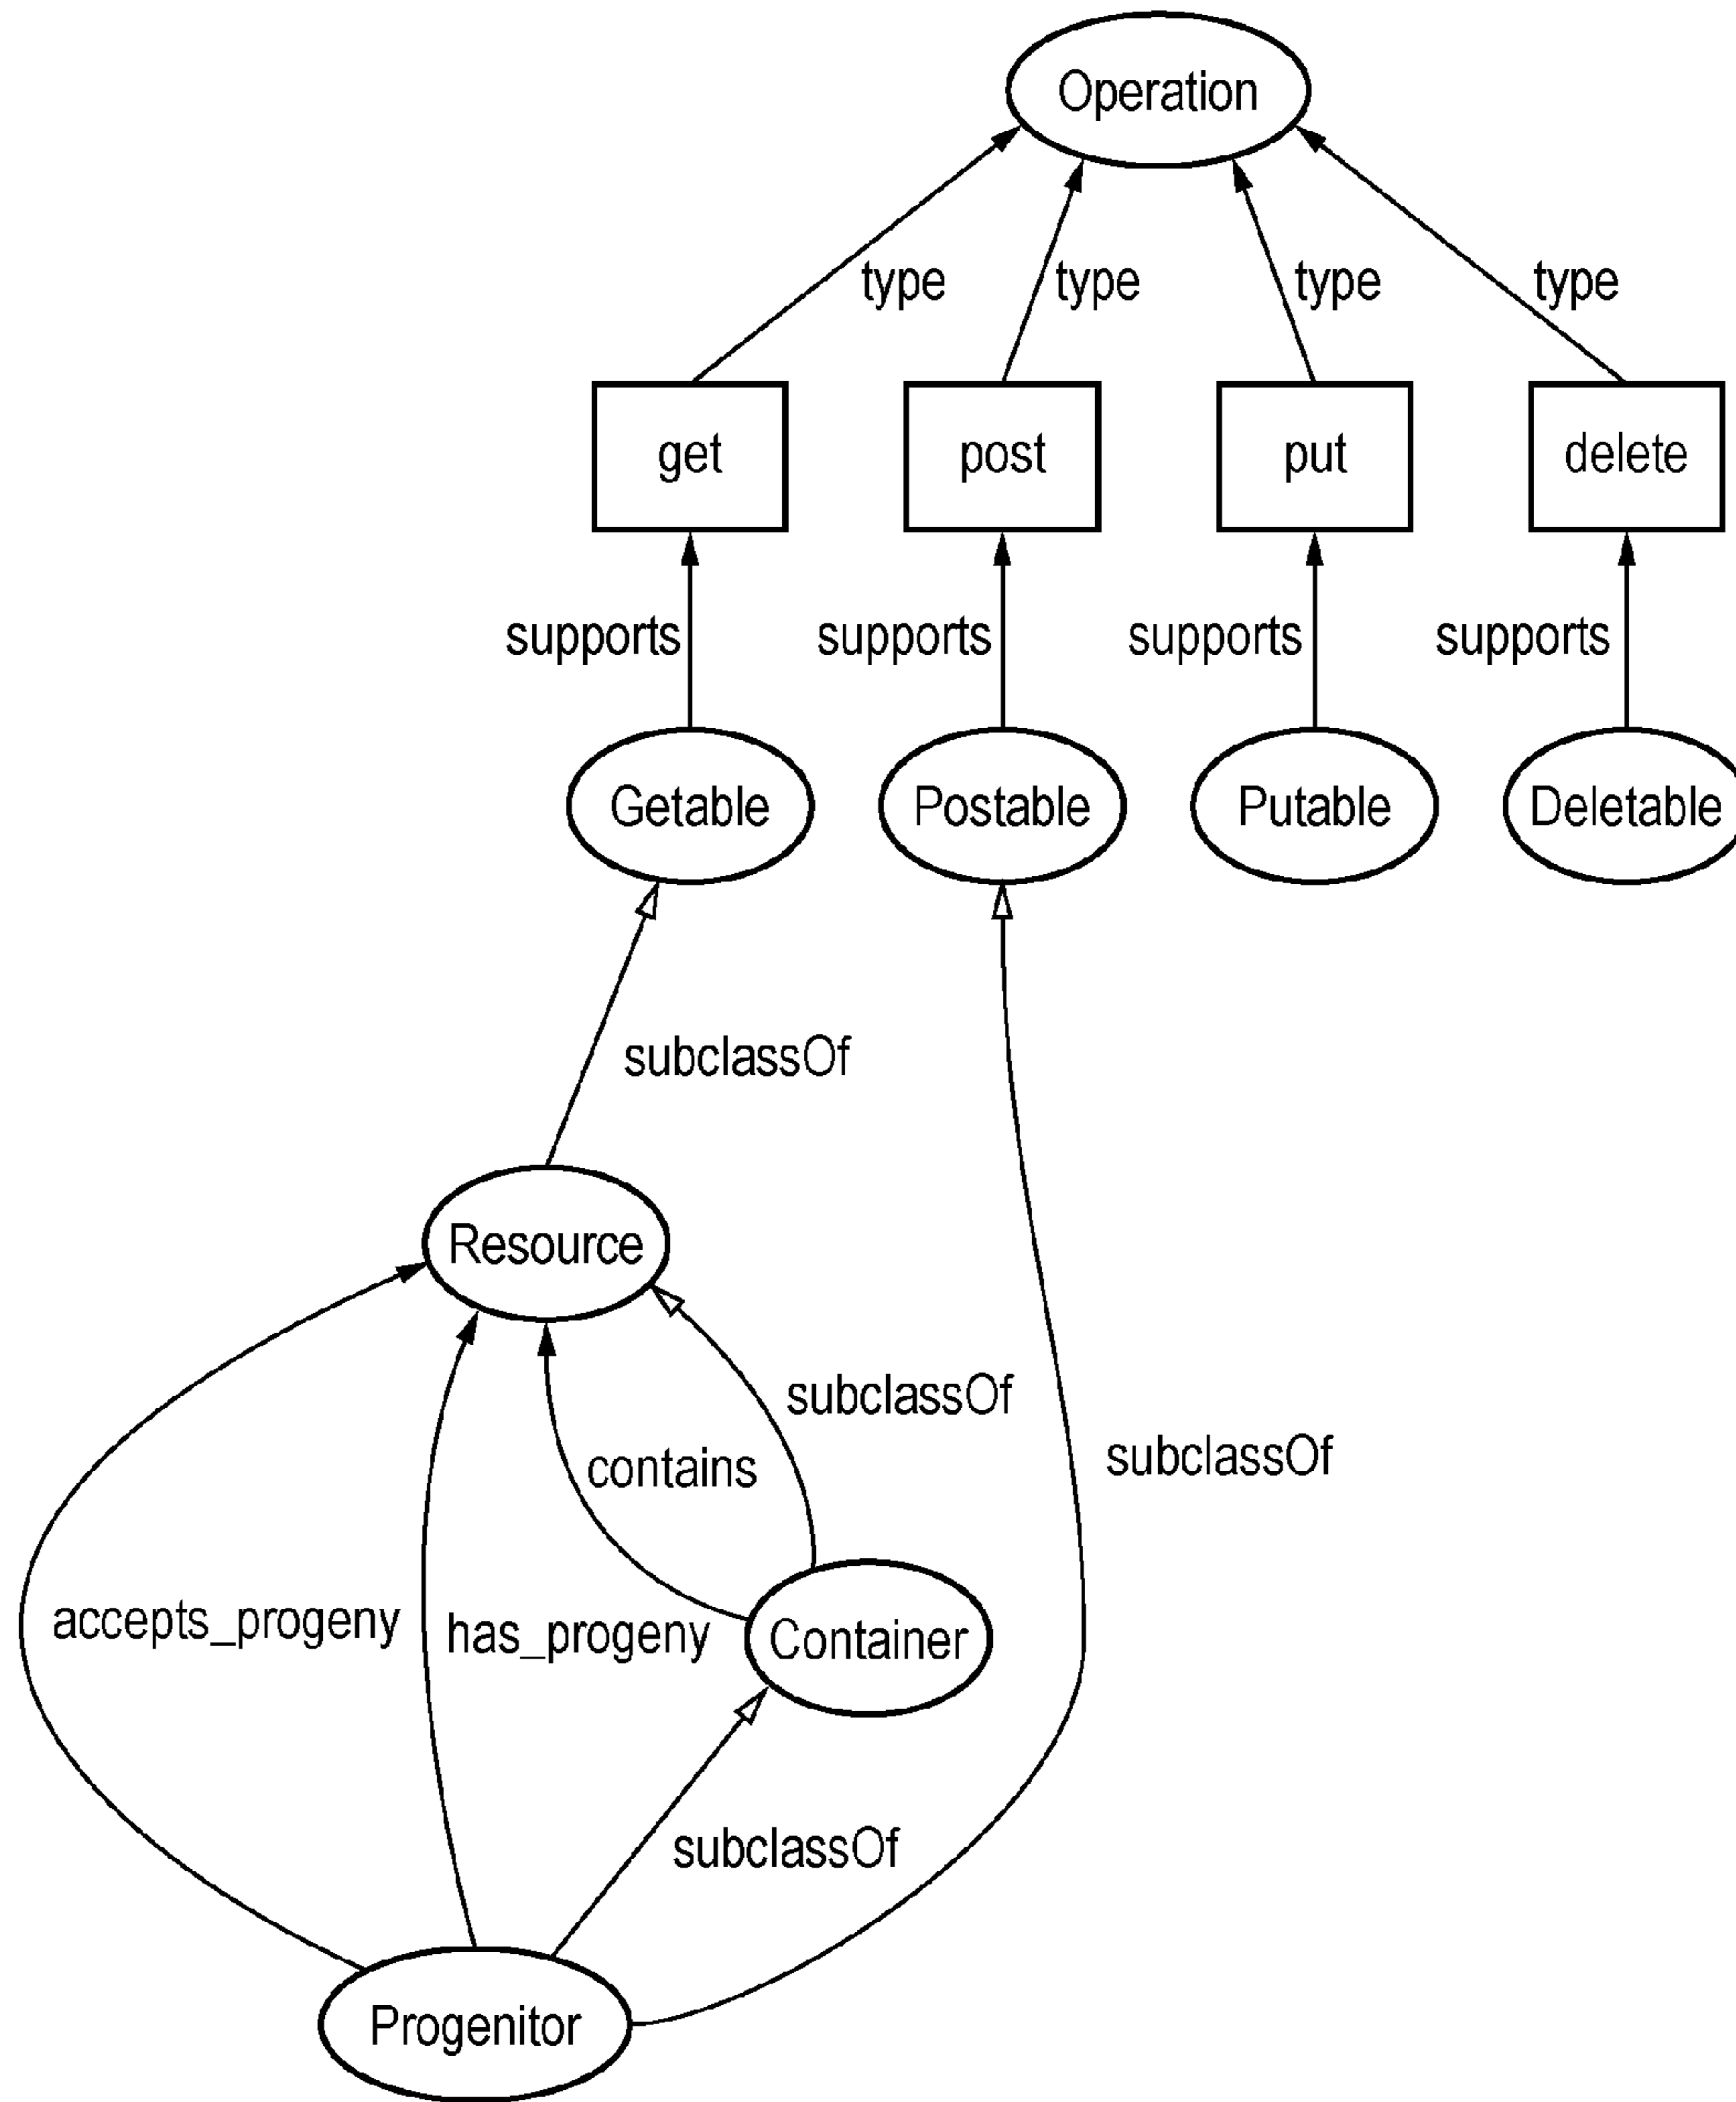 Operation
type type type type
get post put delete
supports supports supports supports
Getable Postable Putable Deletable
subclassOf
Resource
subclassOf
subclassOf
contains
accepts_progeny has_progeny Container
subclassOf
Progenitor